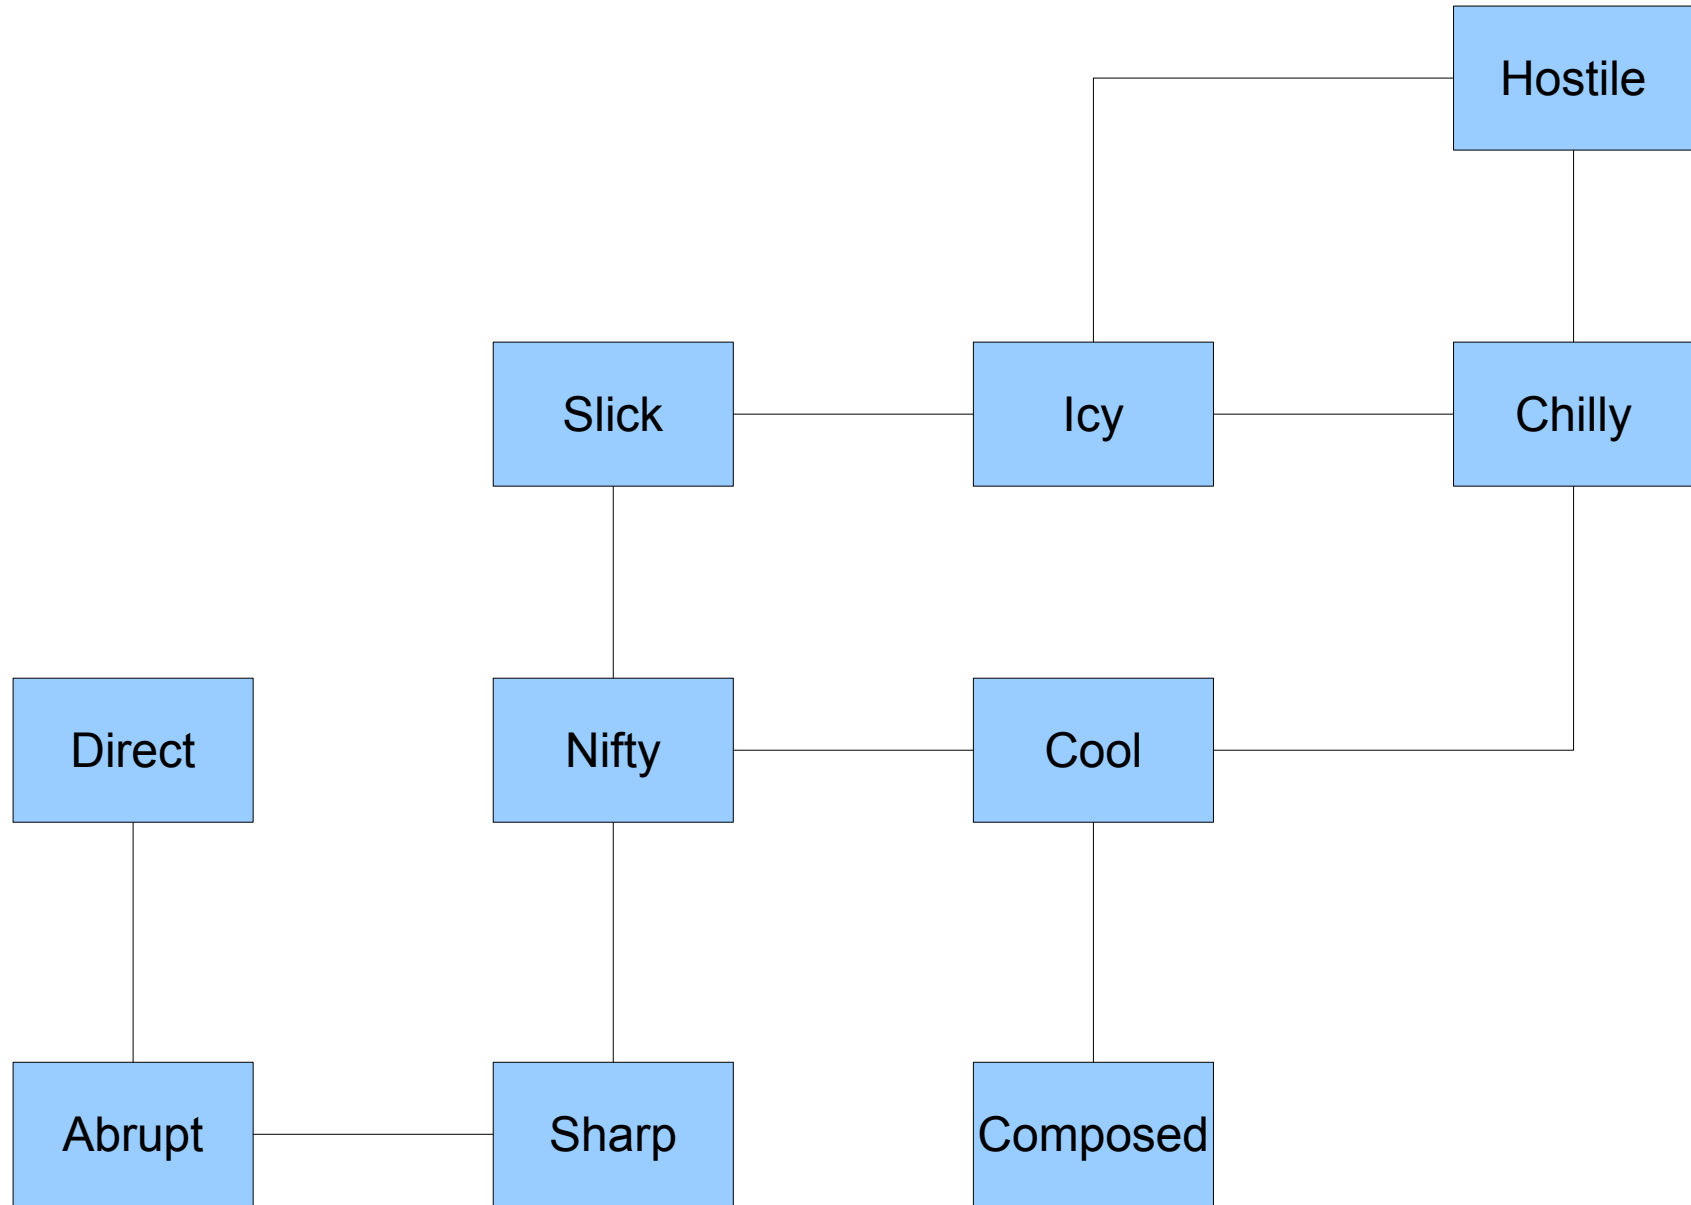 Hostile
Slick
Icy
Chilly
Direct
Nifty
Cool
Abrupt
Sharp
Composed